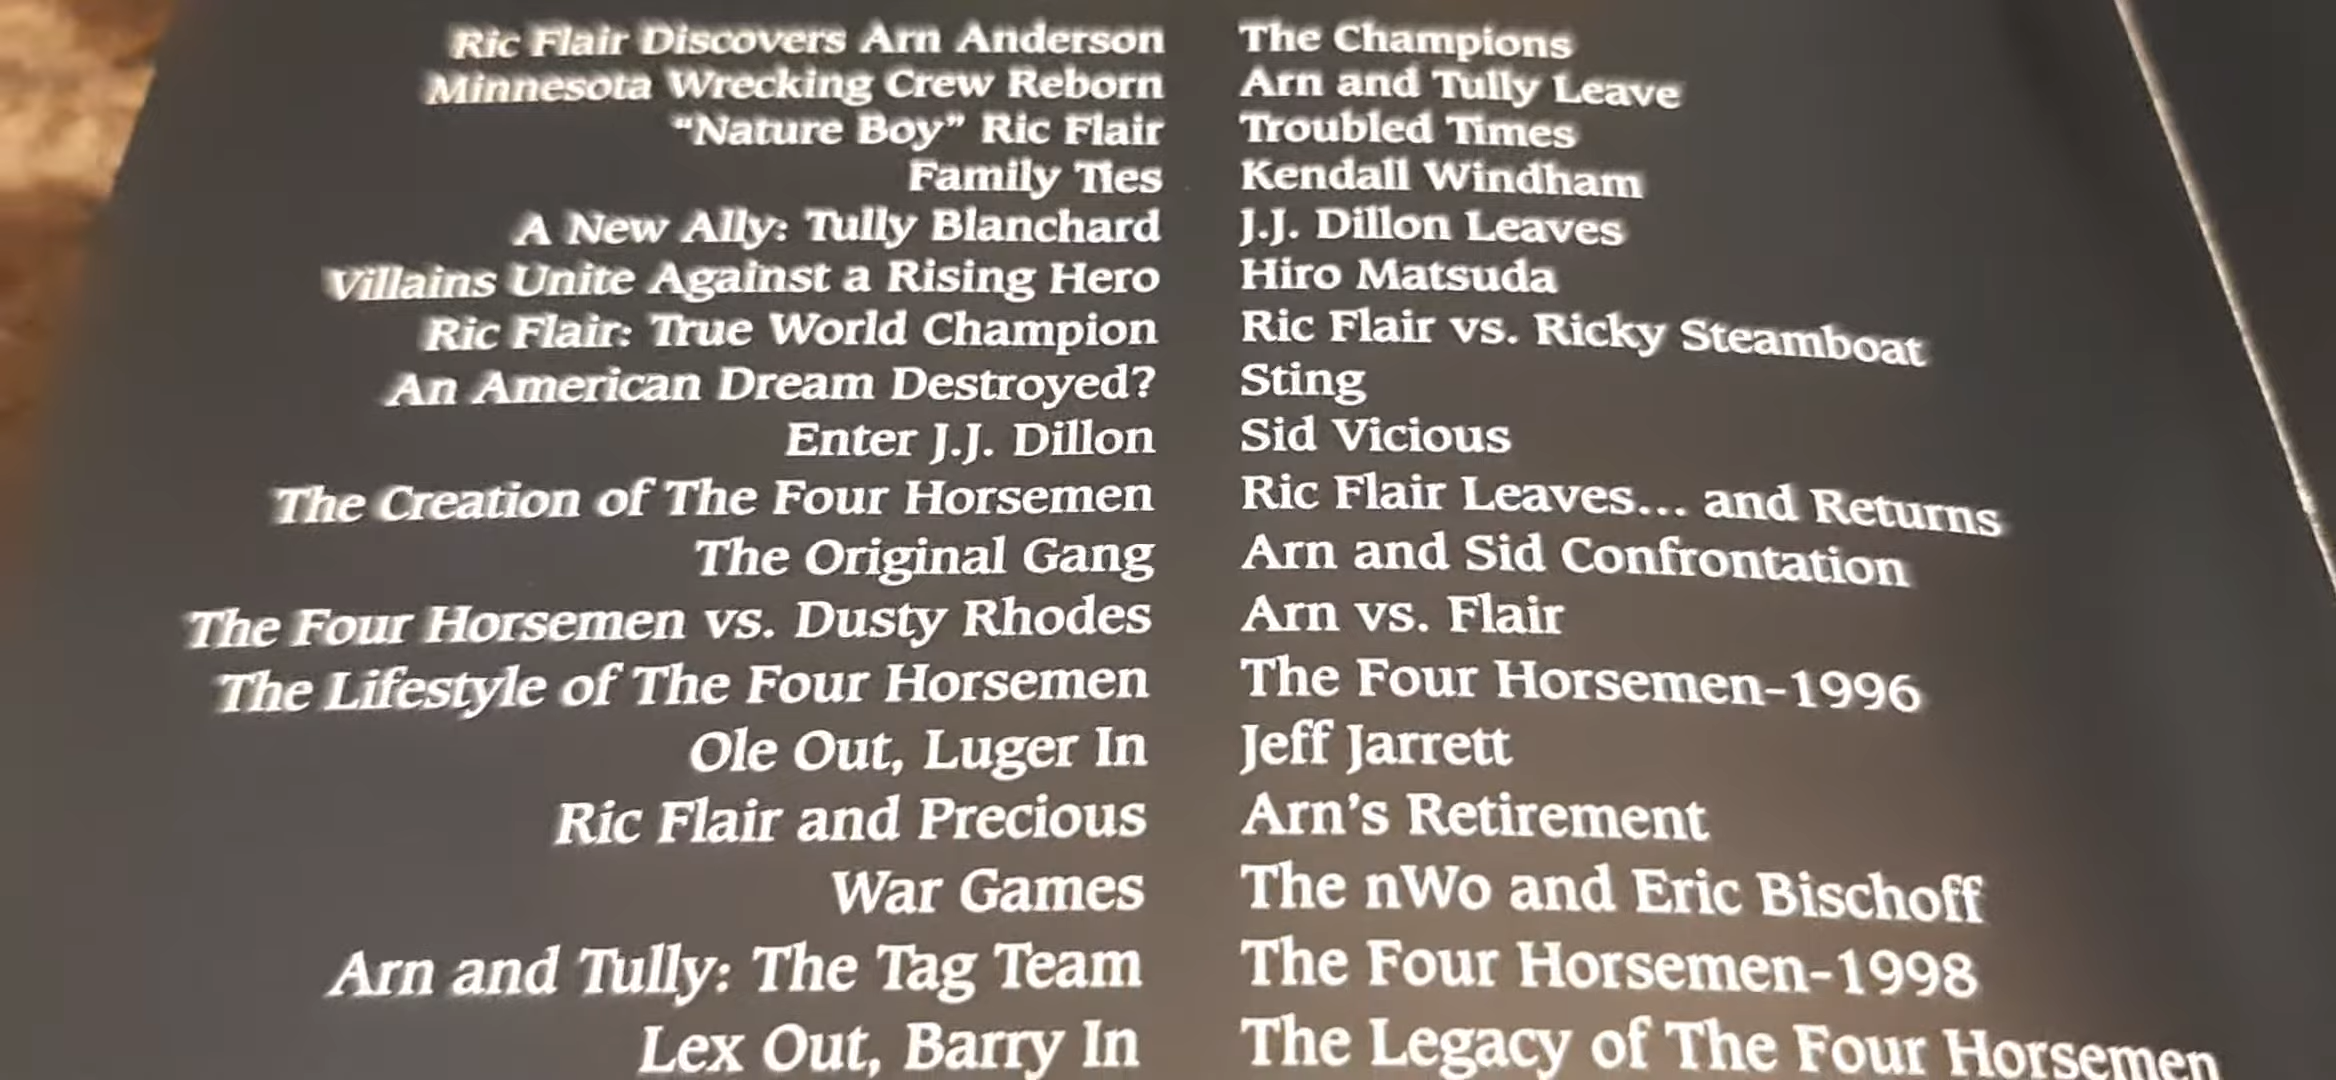 Ric Flair Discovers Arn Anderson
Minnesota Wrecking Crew Reborn
“Nature Boy” Ric Flair
Family Ties
A New Ally: Tully Blanchard
Villains Unite Against a Rising Hero
Ric Flair: True World Champion
An American Dream Destroyed?
Enter J.J. Dillon
The Creation of The Four Horsemen
The Original Gang
The Four Horsemen vs. Dusty Rhodes
The Lifestyle of The Four Horsemen
Ole Out, Luger In
Ric Flair and Precious
War Games
Arn and Tully: The Tag Team
Lex Out, Barry In
The Champions
Arn and Tully Leave
Troubled Times
Kendall Windham
J.J. Dillon Leaves
Hiro Matsuda
Ric Flair vs. Ricky Steamboat
Sting
Sid Vicious
Ric Flair Leaves... and Returns
Arn and Sid Confrontation
Arn vs. Flair
The Four Horsemen-1996
Jeff Jarrett
Arn’s Retirement
The nWo and Eric Bischoff
The Four Horsemen-1998
The Legacy of The Four Horsemen